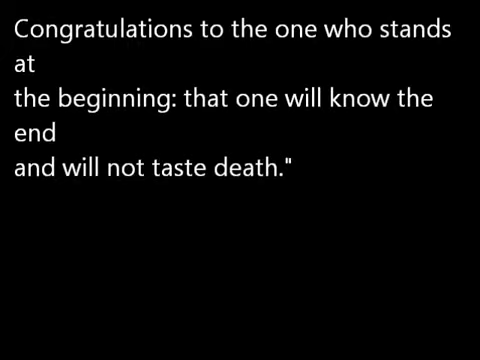 Congratulations to the one who stands
at
the beginning: that one will know the
end
and will not taste death."